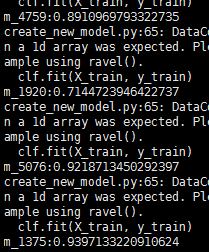 clf.fit(X_train, y_train)
m_4759:0.8910969793322735
create_new_model.py:65: DataCo
n a 1d array was expected. Ple
ample using ravel().
clf.fit(X_train, y_train)
m_1920:0.7144723946422737
create_new_model.py:65: DataCo
n a 1d array was expected. Ple
ample using ravel().
clf.fit(X_train, y_train)
m_5076:0.9218713450292397
create_new_model.py:65: DataCo
n a 1d array was expected. Ple
ample using ravel().
clf.fit(X_train, y_train)
m_1375:0.9397133220910624